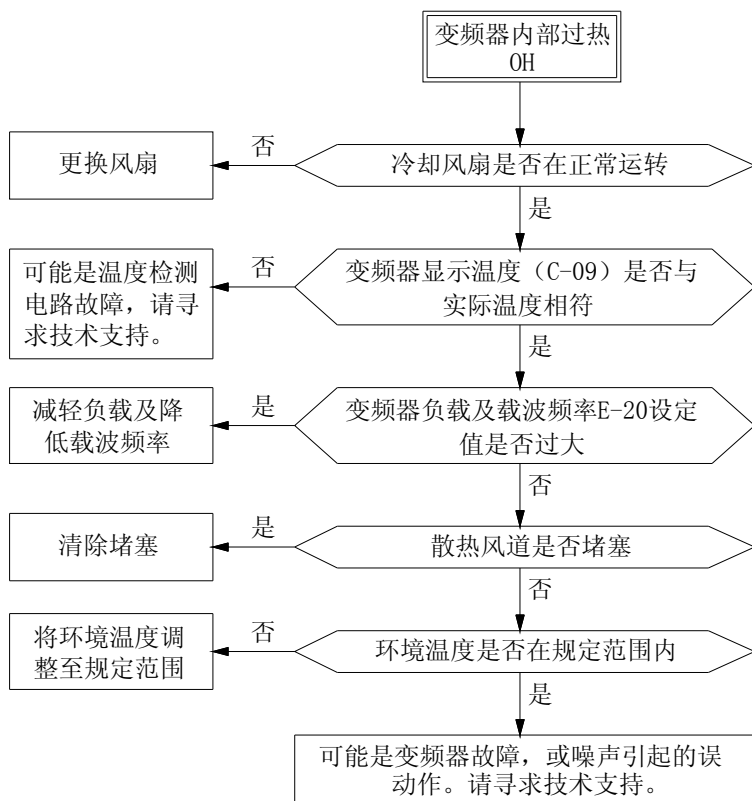 变频器内部过热
OH
更换风扇
否
冷却风扇是否在正常运转
是
可能是温度检测
电路故障，请寻
求技术支持。
否
变频器显示温度（C-09）是否与
实际温度相符
是
减轻负载及降
低载波频率
是
变频器负载及载波频率E-20设定
值是否过大
否
清除堵塞
是
散热风道是否堵塞
否
将环境温度调
整至规定范围
否
环境温度是否在规定范围内
是
可能是变频器故障，或噪声引起的误
动作。请寻求技术支持。